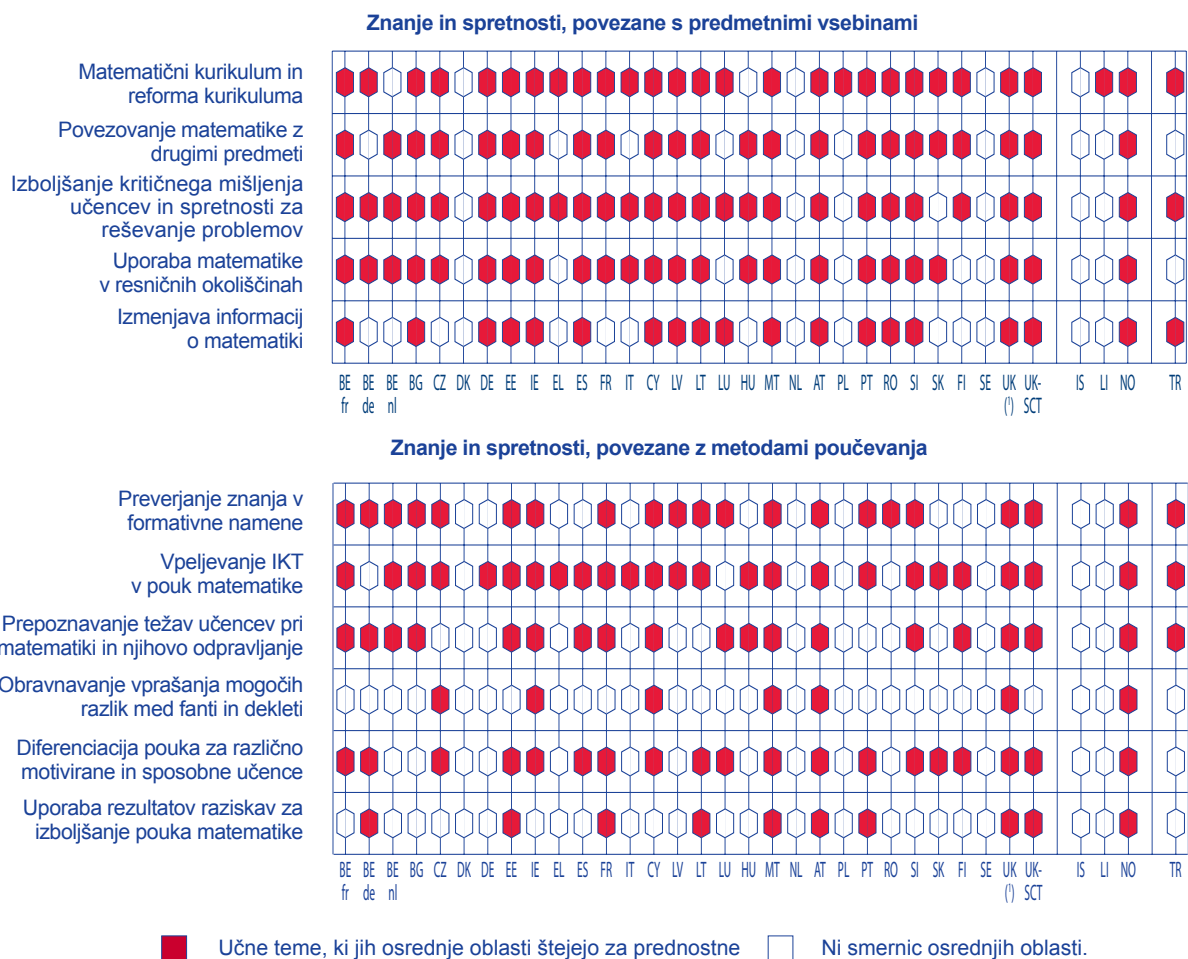 Znanje in spretnosti, povezane s predmetnimi vsebinami
Matematični kurikulum in
reforma kurikuluma
Povezovanje matematike z
drugimi predmeti
Izboljšanje kritičnega mišljenja
učencev in spretnosti za
reševanje problemov
Uporaba matematike
v resničnih okoliščinah
Izmenjava informacij
o matematiki
BE BE BE BG CZ DK DE EE IE EL ES FR IT CY LV LT LU HU MT NL AT PL PT RO SI SK FI SE UK UK- IS LI NO TR
fr de nl (¹) SCT
Znanje in spretnosti, povezane z metodami poučevanja
Preverjanje znanja v
formativne namene
Vpeljevanje IKT
v pouk matematike
Prepoznavanje težav učencev pri
matematiki in njihovo odpravljanje
Obravnavanje vprašanja mogočih
razlik med fanti in dekleti
Diferenciacija pouka za različno
motivirane in sposobne učence
Uporaba rezultatov raziskav za
izboljšanje pouka matematike
BE BE BE BG CZ DK DE EE IE EL ES FR IT CY LV LT LU HU MT NL AT PL PT RO SI SK FI SE UK UK- IS LI NO TR
fr de nl (¹) SCT
Učne teme, ki jih osrednje oblasti štejejo za prednostne Ni smernic osrednjih oblasti.